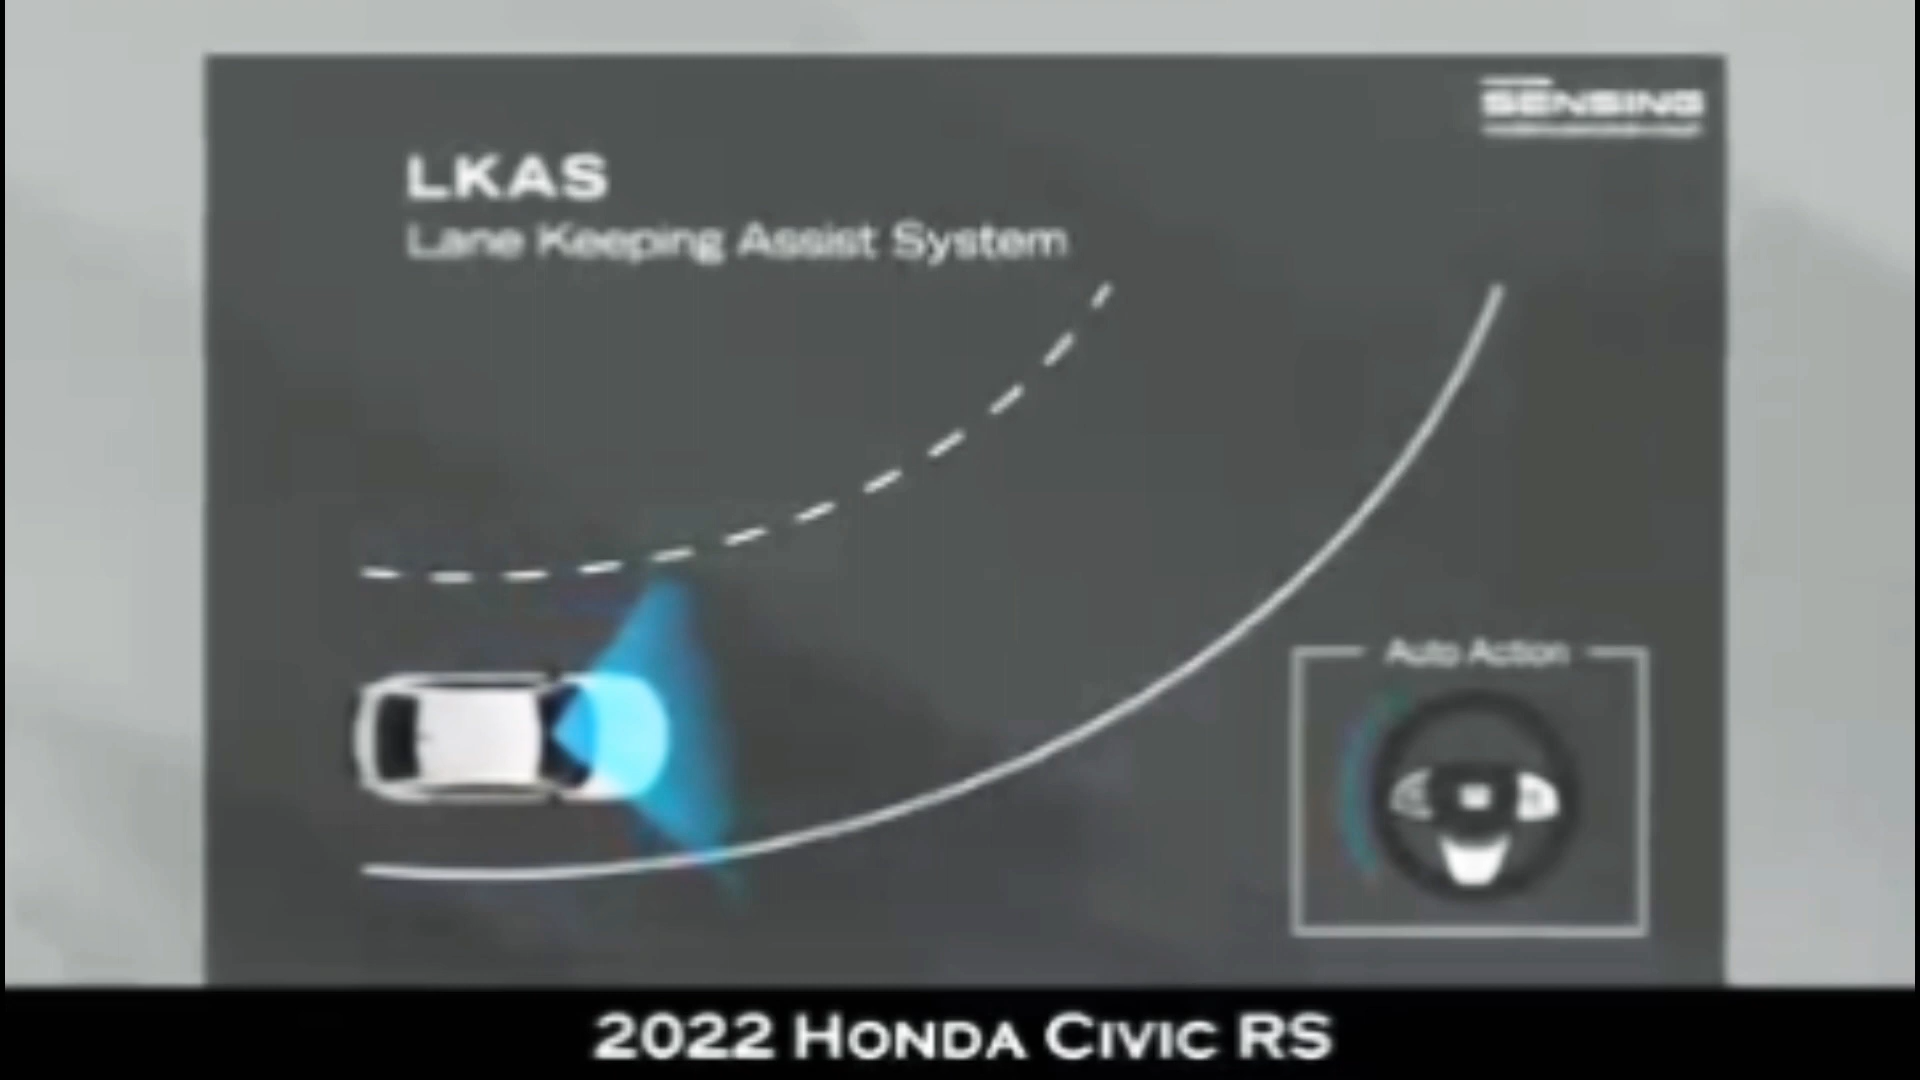 SENSING
LKAS
Lane Keeping Assist System
Auto Action
2022 HONDA CIVIC RS